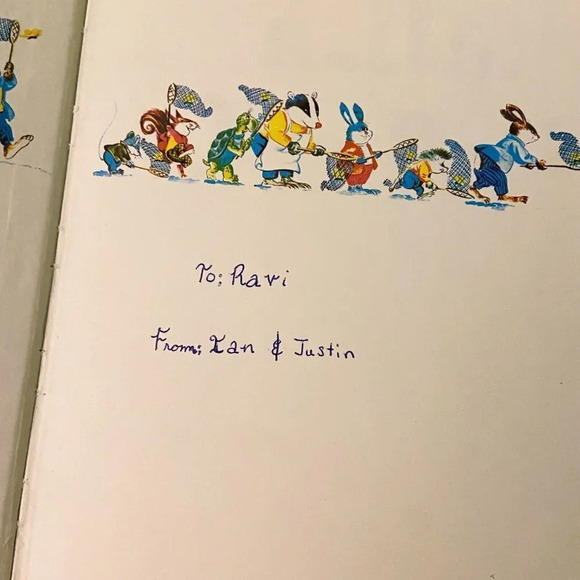 To; Ravi
From; Ian & Justin